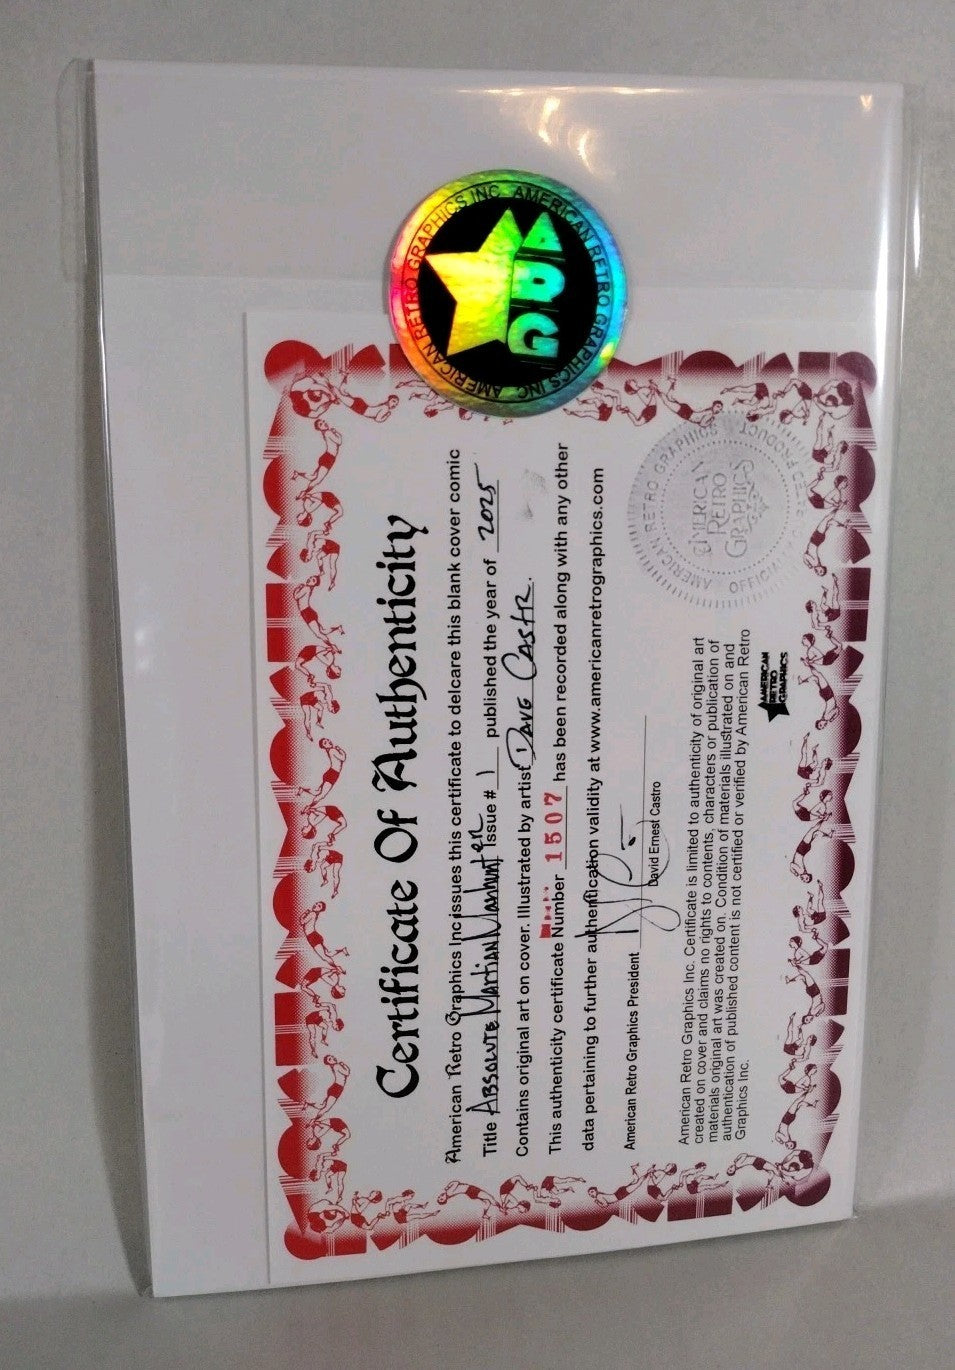 AMERICAN RETRO GRAPHICS INC. AMERICAN RETRO GRAPHICS INC.
ARG
Certificate Of Authenticity
American Retro Graphics Inc issues this certificate to delcare this blank cover comic
Title Absolute Martian Manhunter Issue # 1 published the year of 2025
Contains original art on cover. Illustrated by artist Dave Castr.
This authenticity certificate Number 1507 has been recorded along with any other
data pertaining to further authentication validity at www.americanretrographics.com
American Retro Graphics President
David Ernest Castro
American Retro Graphics Inc. Certificate is limited to authenticity of original art
created on cover and claims no rights to contents, characters or publication of
materials original art was created on. Condition of materials illustrated on and
authentication of published content is not certified or verified by American Retro
Graphics Inc.
AMERICAN
RETRO
GRAPHICS
AMERICAN RETRO GRAPHICS
OFFICIAL
PRODUCT
AMERICAN
RETRO
GRAPHICS